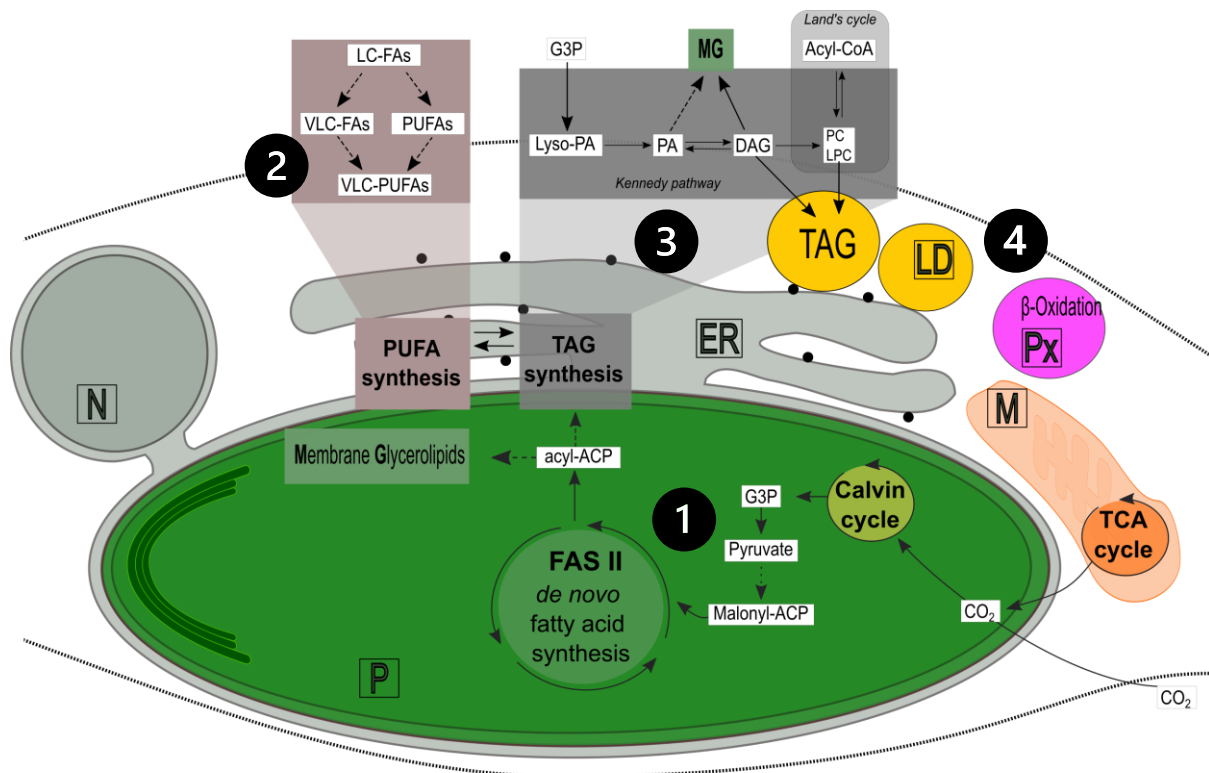 Land's cycle
LC-FAs
G3P
MG
Acyl-CoA
VLC-FAs
PUFAs
Lyso-PA
PA
DAG
PC
LPC
2
VLC-PUFAs
Kennedy pathway
3
TAG
LD
4
β-Oxidation
Px
PUFA
synthesis
TAG
synthesis
ER
N
M
Membrane Glycerolipids
acyl-ACP
G3P
Calvin
cycle
1
Pyruvate
TCA
cycle
FAS II
de novo
fatty acid
synthesis
Malonyl-ACP
CO₂
P
CO₂